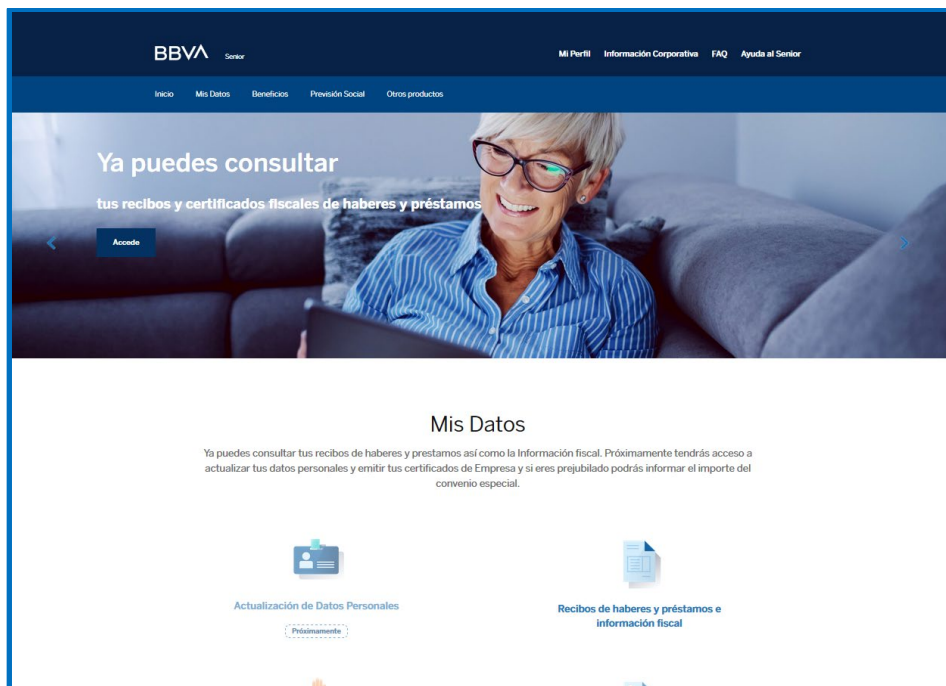 BBVA Senior
Mi Perfil Información Corporativa FAQ Ayuda al Senior
Inicio Mis Datos Beneficios Previsión Social Otros productos
Ya puedes consultar
tus recibos y certificados fiscales de haberes y préstamos
Accede
Mis Datos
Ya puedes consultar tus recibos de haberes y prestamos así como la Información fiscal. Próximamente tendrás acceso a
actualizar tus datos personales y emitir tus certificados de Empresa y si eres prejubilado podrás informar el importe del
convenio especial.
Actualización de Datos Personales
Próximamente
Recibos de haberes y préstamos e
información fiscal